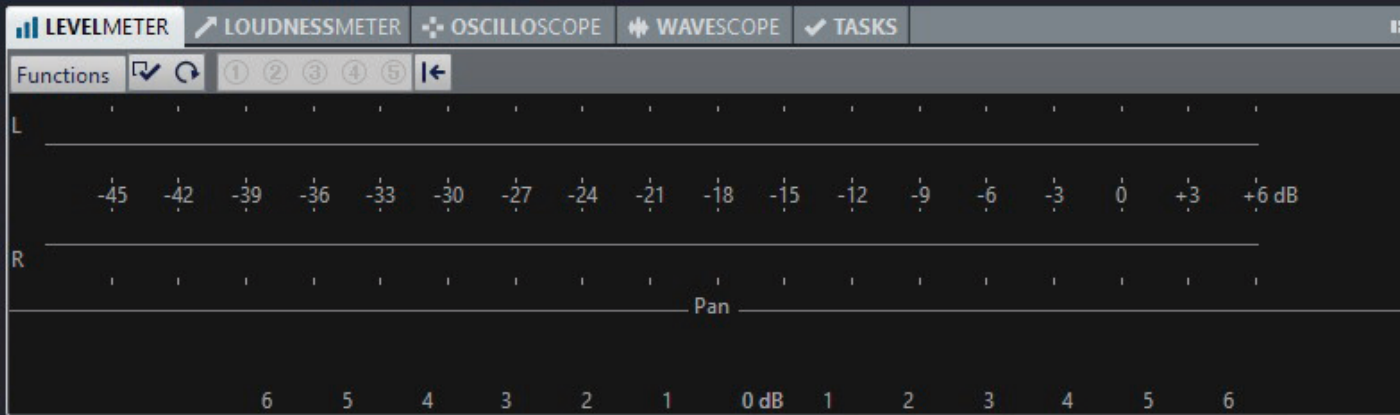 LEVELMETER LOUDNESSMETER OSCILLOSCOPE WAVESCOPE TASKS
Functions 1 2 3 4 5
L
-45 -42 -39 -36 -33 -30 -27 -24 -21 -18 -15 -12 -9 -6 -3 0 +3 +6 dB
R
Pan
6 5 4 3 2 1 0 dB 1 2 3 4 5 6